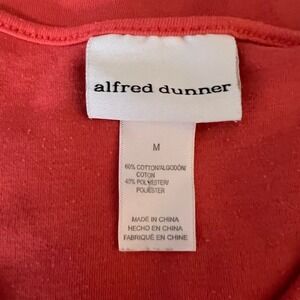 alfred dunner
M
60% COTTON/ALGODÓN/
COTON
40% POLYESTER/
POLIÉSTER
MADE IN CHINA
HECHO EN CHINA
FABRIQUÉ EN CHINE